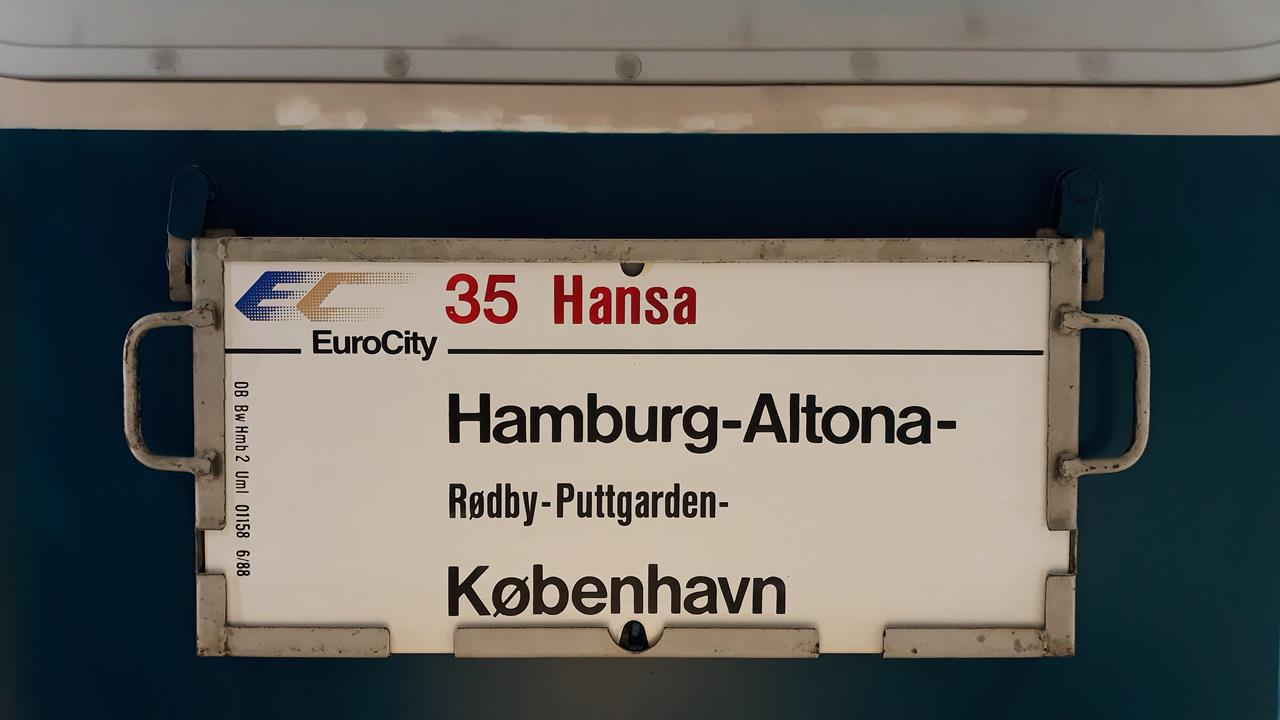 EC 35 Hansa
EuroCity
Hamburg-Altona-
Rødby-Puttgarden-
København
DB Bw Hmb 2 Uml 01158 6/88